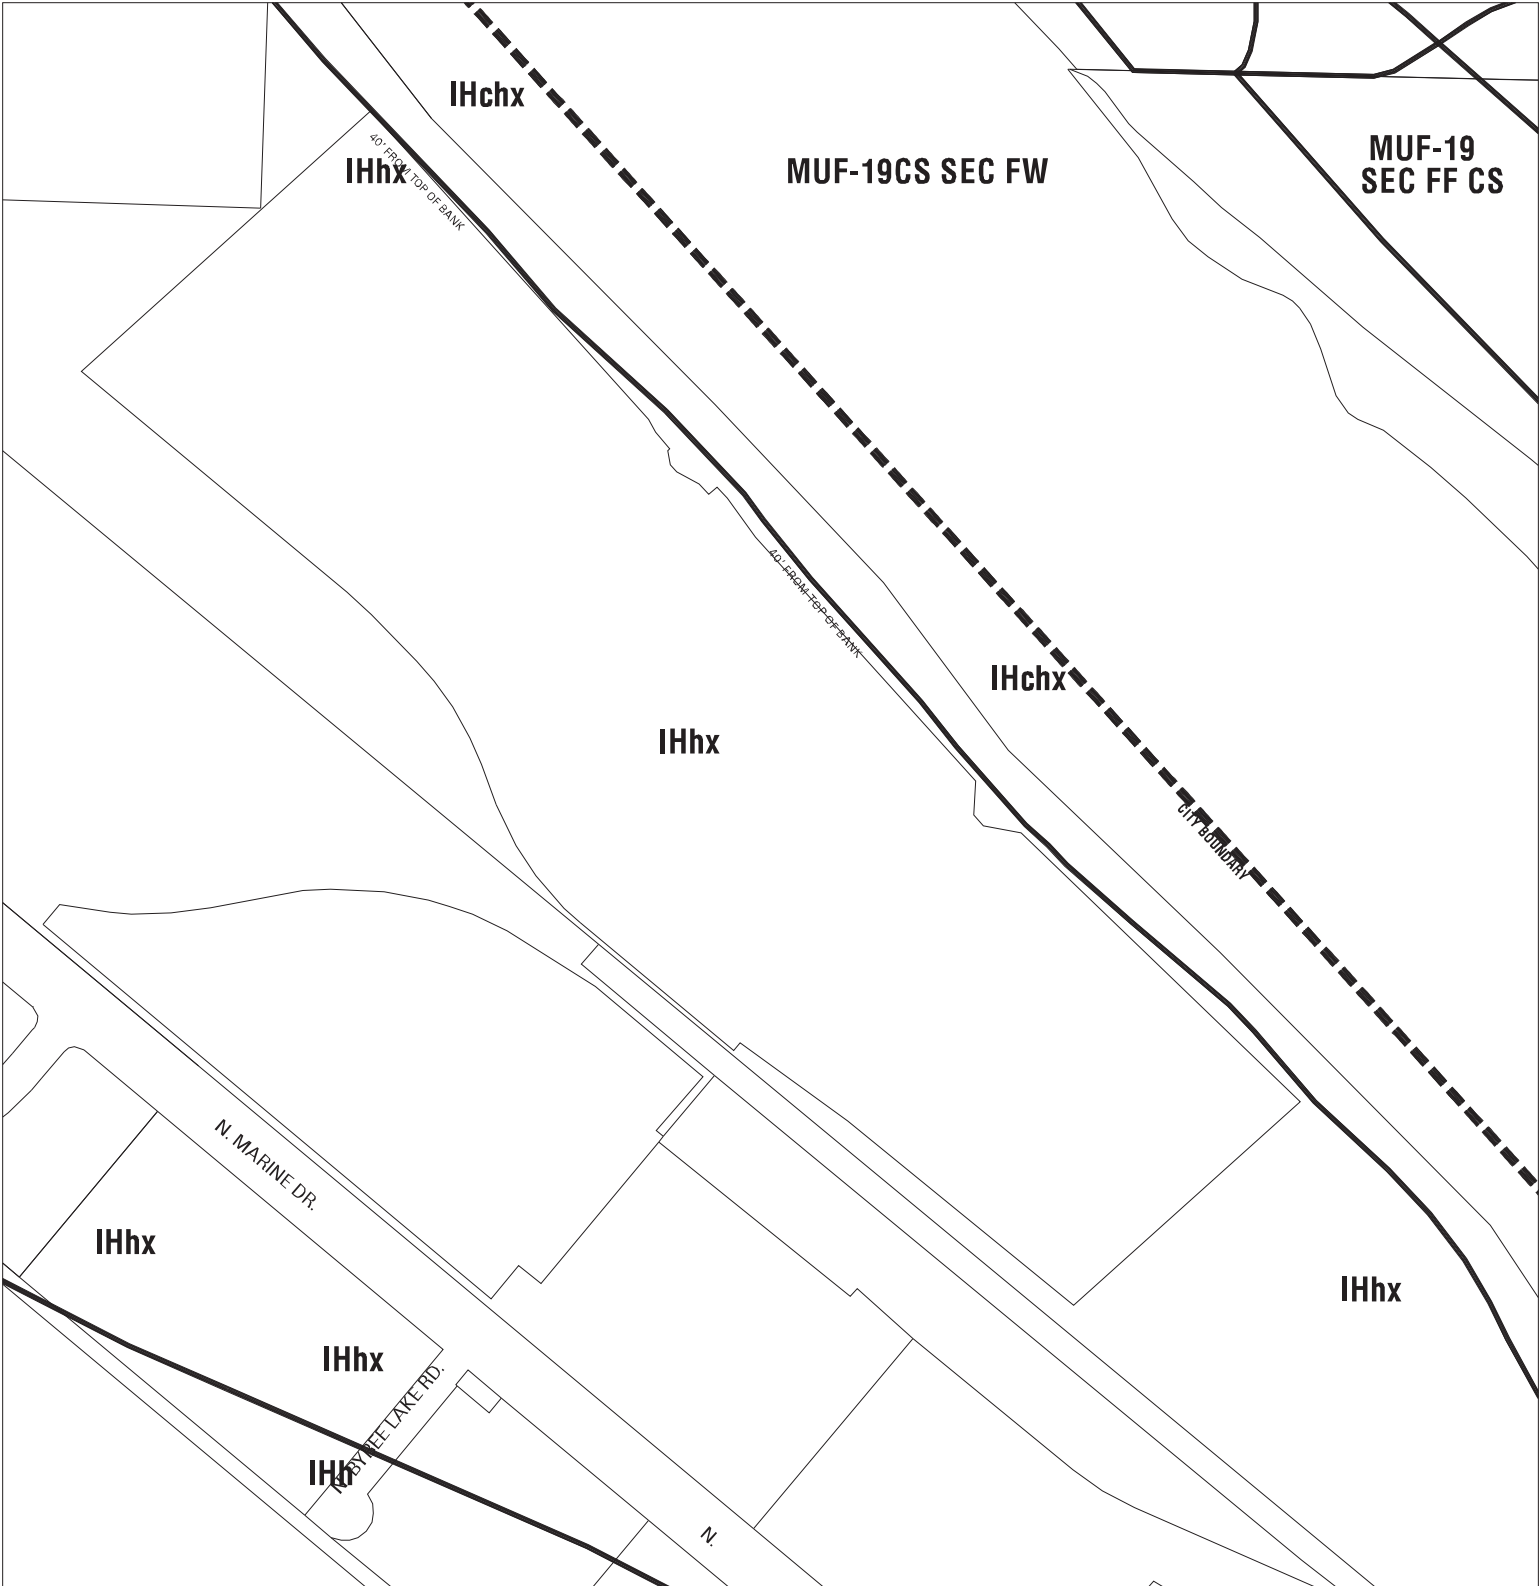 IHchx
MUF-19CS SEC FW
MUF-19
SEC FF CS
IHhx
40' FROM TOP OF BANK
40' FROM TOP OF BANK
IHchx
IHhx
CITY BOUNDARY
N. MARINE DR.
IHhx
IHhx
IHhx
N. BYBEE LAKE RD.
IHh
N.